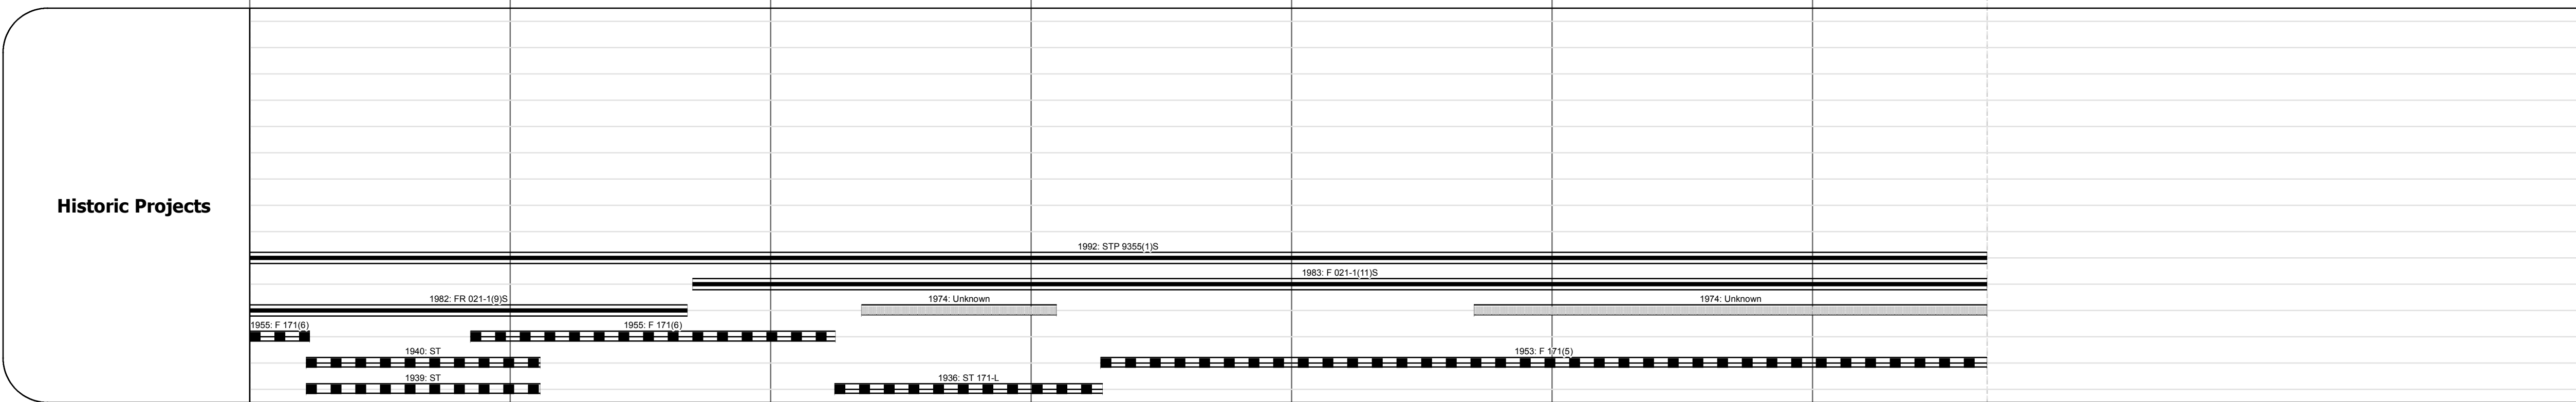 Historic Projects
1992: STP 9355(1)S
1983: F 021-1(11)S
1982: FR 021-1(9)S
1974: Unknown
1974: Unknown
1955: F 171(6)
1955: F 171(6)
1940: ST
1953: F 171(5)
1939: ST
1936: ST 171-L